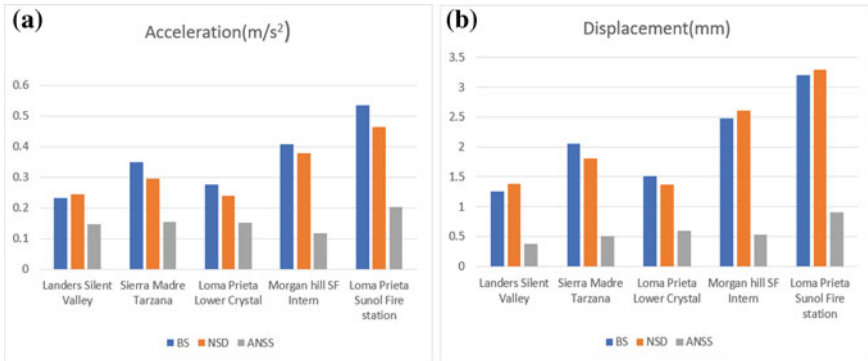 (a)
Acceleration(m/s²)
0.6
0.5
0.4
0.3
0.2
0.1
0
Landers Silent Valley
Sierra Madre Tarzana
Loma Prieta Lower Crystal
Morgan hill SF Intern
Loma Prieta Sunol Fire station
BS NSD ANSS
(b)
Displacement(mm)
3.5
3
2.5
2
1.5
1
0.5
0
Landers Silent Valley
Sierra Madre Tarzana
Loma Prieta Lower Crystal
Morgan hill SF Intern
Loma Prieta Sunol Fire station
BS NSD ANSS